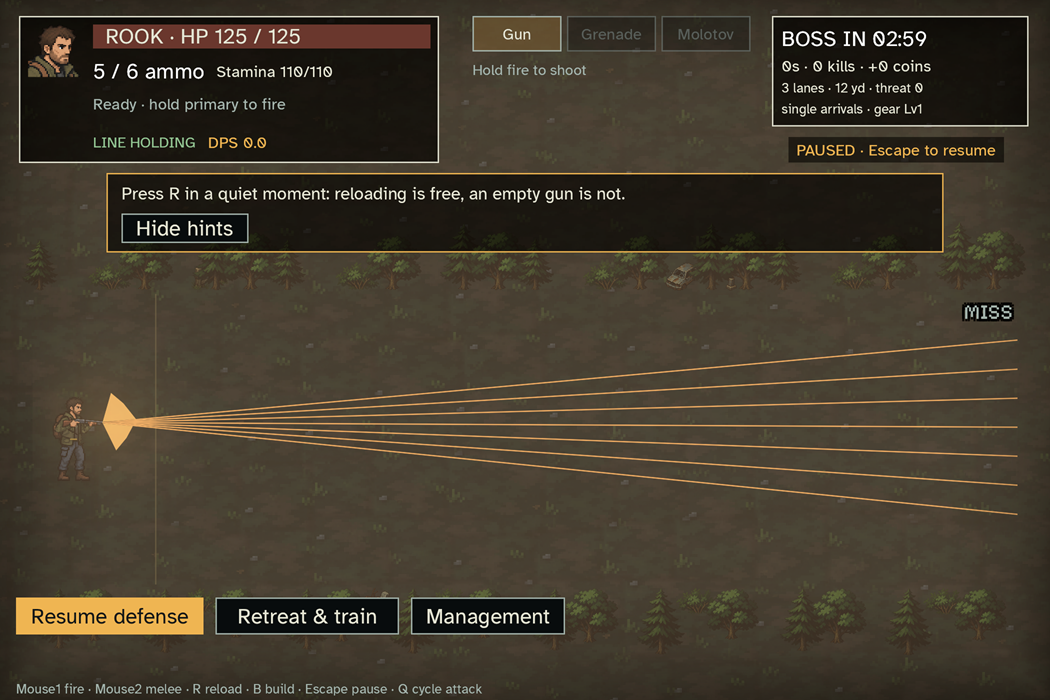 ROOK · HP 125 / 125
5 / 6 ammo Stamina 110/110
Ready · hold primary to fire
LINE HOLDING DPS 0.0
Gun Grenade Molotov
Hold fire to shoot
BOSS IN 02:59
0s · 0 kills · +0 coins
3 lanes · 12 yd · threat 0
single arrivals · gear Lv1
PAUSED · Escape to resume
Press R in a quiet moment: reloading is free, an empty gun is not.
Hide hints
MISS
Resume defense Retreat & train Management
Mouse1 fire · Mouse2 melee · R reload · B build · Escape pause · Q cycle attack